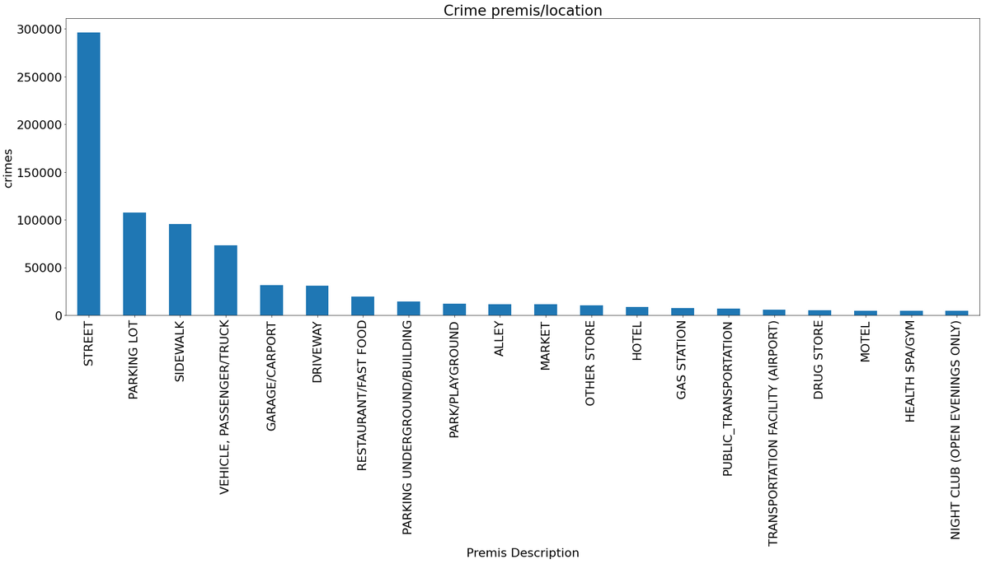 Crime premis/location
300000
250000
200000
150000
100000
50000
0
crimes
STREET
PARKING LOT
SIDEWALK
VEHICLE, PASSENGER/TRUCK
GARAGE/CARPORT
DRIVEWAY
RESTAURANT/FAST FOOD
PARKING UNDERGROUND/BUILDING
PARK/PLAYGROUND
ALLEY
MARKET
OTHER STORE
HOTEL
GAS STATION
PUBLIC_TRANSPORTATION
TRANSPORTATION FACILITY (AIRPORT)
DRUG STORE
MOTEL
HEALTH SPA/GYM
NIGHT CLUB (OPEN EVENINGS ONLY)
Premis Description